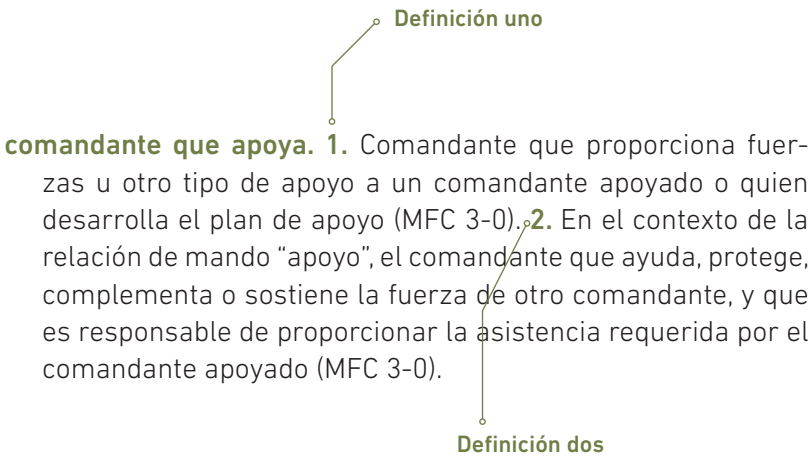 Definición uno
comandante que apoya. 1. Comandante que proporciona fuer-
zas u otro tipo de apoyo a un comandante apoyado o quien
desarrolla el plan de apoyo (MFC 3-0). 2. En el contexto de la
relación de mando “apoyo”, el comandante que ayuda, protege,
complementa o sostiene la fuerza de otro comandante, y que
es responsable de proporcionar la asistencia requerida por el
comandante apoyado (MFC 3-0).
Definición dos